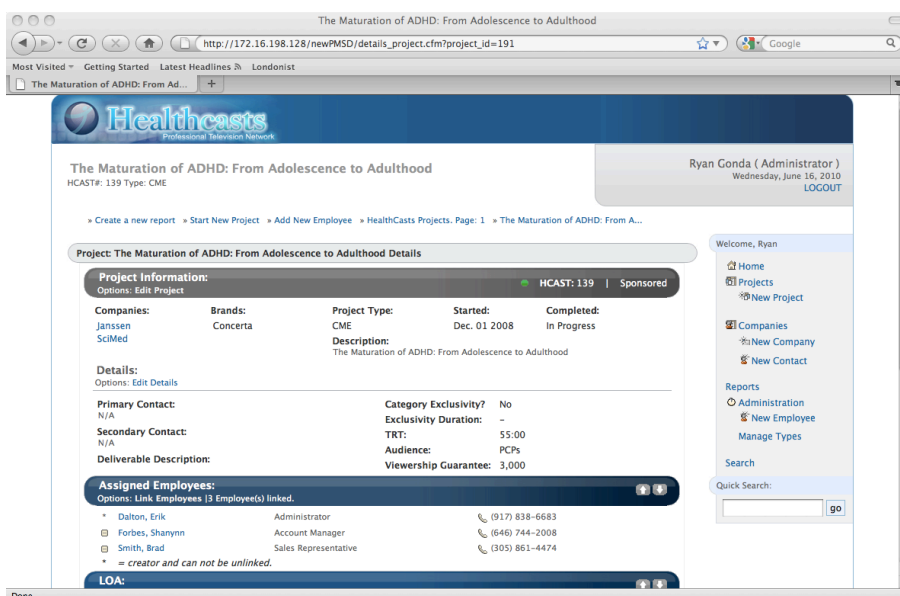 The Maturation of ADHD: From Adolescence to Adulthood
http://172.16.198.128/newPMSD/details_project.cfm?project_id=191
Google
Most Visited Getting Started Latest Headlines Londonist
The Maturation of ADHD: From Ad... +
Healthcasts
Professional Television Network
The Maturation of ADHD: From Adolescence to Adulthood
HCAST#: 139 Type: CME
Ryan Gonda ( Administrator )
Wednesday, June 16, 2010
LOGOUT
» Create a new report » Start New Project » Add New Employee » HealthCasts Projects. Page: 1 » The Maturation of ADHD: From A...
Project: The Maturation of ADHD: From Adolescence to Adulthood Details
Project Information:
Options: Edit Project
HCAST: 139 | Sponsored
Companies: Brands: Project Type: Started: Completed:
Janssen Concerta CME Dec. 01 2008 In Progress
SciMed
Description:
The Maturation of ADHD: From Adolescence to Adulthood
Details:
Options: Edit Details
Primary Contact:
N/A
Secondary Contact:
N/A
Deliverable Description:
Category Exclusivity? No
Exclusivity Duration: –
TRT: 55:00
Audience: PCPs
Viewership Guarantee: 3,000
Assigned Employees:
Options: Link Employees |3 Employee(s) linked.
* Dalton, Erik Administrator (917) 838-6683
Forbes, Shanynn Account Manager (646) 744-2008
Smith, Brad Sales Representative (305) 861-4474
* = creator and can not be unlinked.
LOA:
Welcome, Ryan
Home
Projects
New Project
Companies
New Company
New Contact
Reports
Administration
New Employee
Manage Types
Search
Quick Search:
go
Done